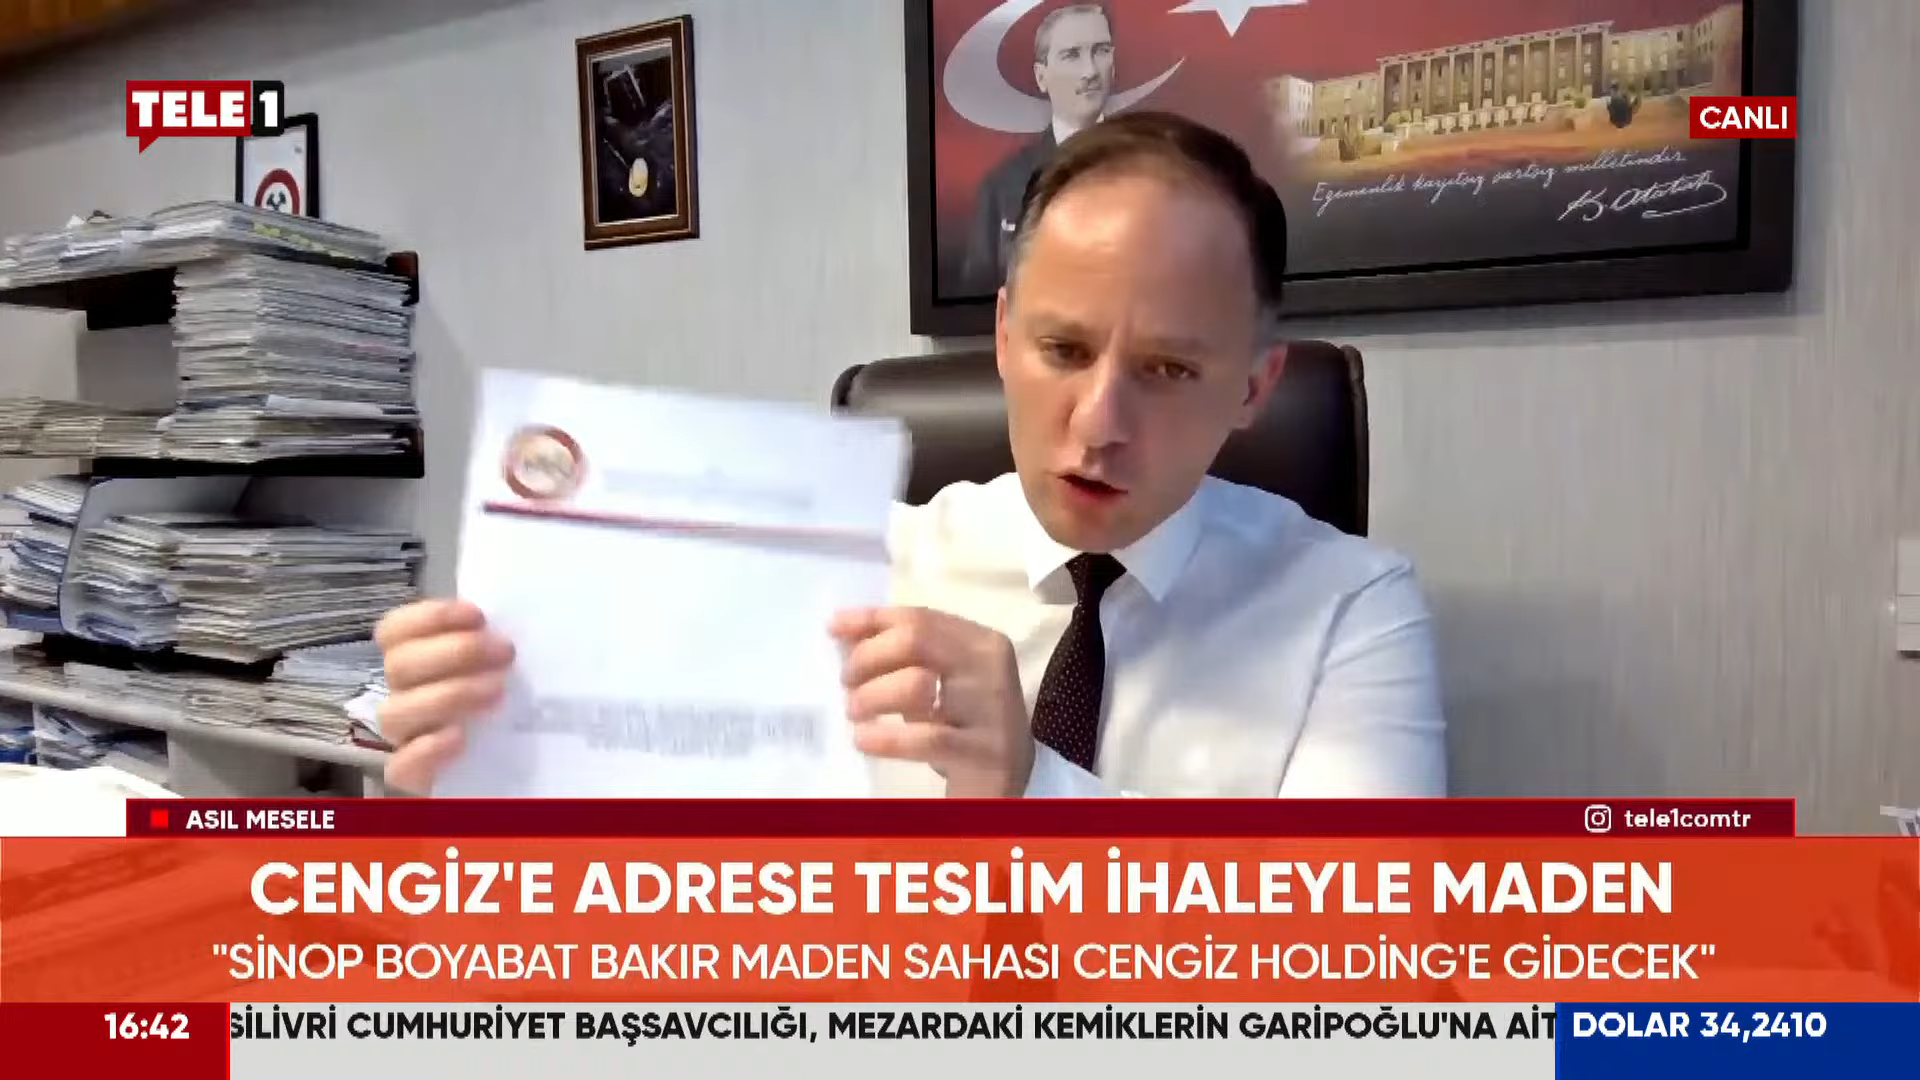 TELE 1
CANLI
Egemenlik kayıtsız şartsız milletindir
K. Atatürk
ASIL MESELE
tele1comtr
CENGİZ'E ADRESE TESLİM İHALEYLE MADEN
"SİNOP BOYABAT BAKIR MADEN SAHASI CENGİZ HOLDİNG'E GİDECEK"
16:42
SİLİVRİ CUMHURİYET BAŞSAVCILIĞI, MEZARDAKİ KEMİKLERİN GARİPOĞLU'NA AİT
DOLAR 34,2410